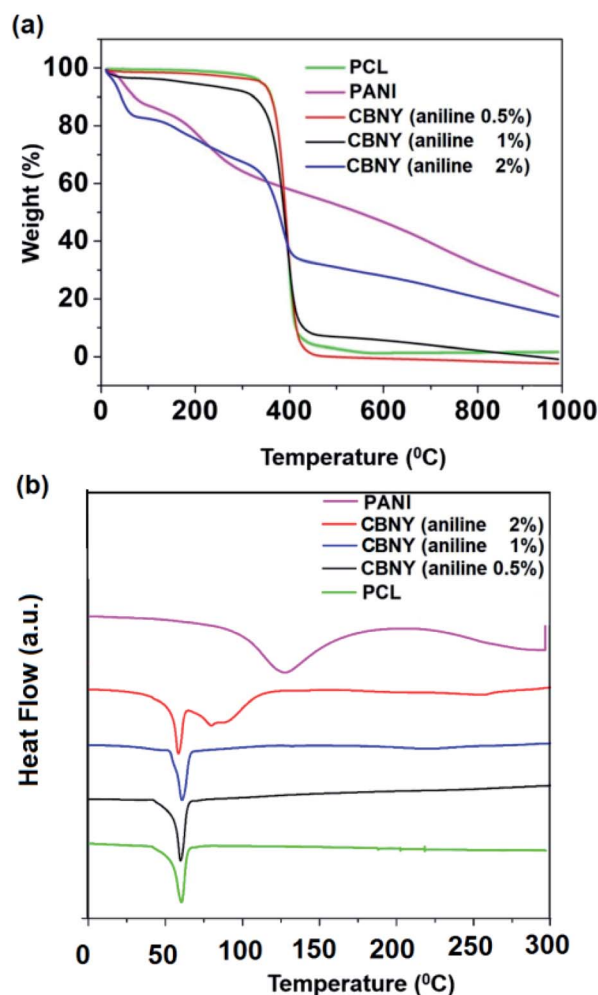 (a)
100
80
60
40
20
0
Weight (%)
PCL
PANI
CBNY (aniline 0.5%)
CBNY (aniline 1%)
CBNY (aniline 2%)
0 200 400 600 800 1000
Temperature (⁰C)
(b)
PANI
CBNY (aniline 2%)
CBNY (aniline 1%)
CBNY (aniline 0.5%)
PCL
Heat Flow (a.u.)
0 50 100 150 200 250 300
Temperature (⁰C)